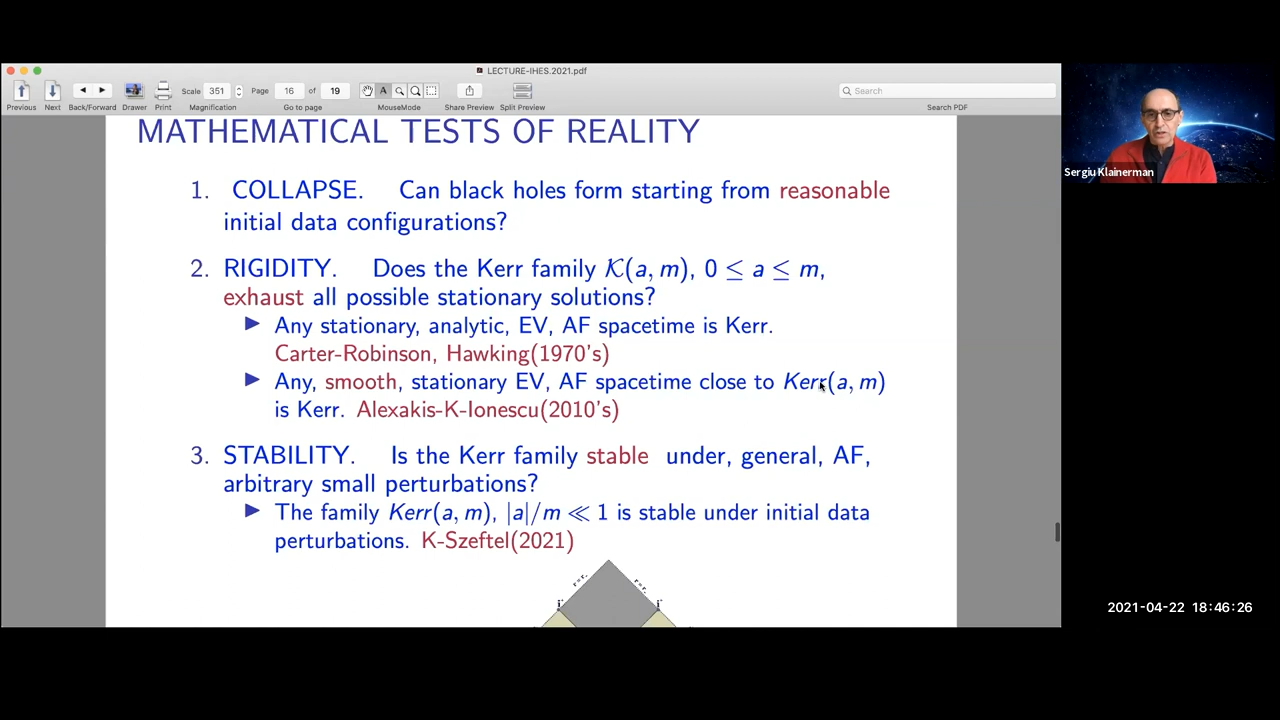 LECTURE-IHES.2021.pdf
Scale 351 Page 16 of 19 Search
Previous Next Back/Forward Drawer Print Magnification Go to page MouseMode Share Preview Split Preview Search PDF
MATHEMATICAL TESTS OF REALITY
1. COLLAPSE. Can black holes form starting from reasonable
initial data configurations?
2. RIGIDITY. Does the Kerr family 𝒦(a, m), 0 ≤ a ≤ m,
exhaust all possible stationary solutions?
▶ Any stationary, analytic, EV, AF spacetime is Kerr.
Carter-Robinson, Hawking(1970's)
▶ Any, smooth, stationary EV, AF spacetime close to Kerr(a, m)
is Kerr. Alexakis-K-Ionescu(2010's)
3. STABILITY. Is the Kerr family stable under, general, AF,
arbitrary small perturbations?
▶ The family Kerr(a, m), |a|/m ≪ 1 is stable under initial data
perturbations. K-Szeftel(2021)
Sergiu Klainerman
2021-04-22 18:46:26